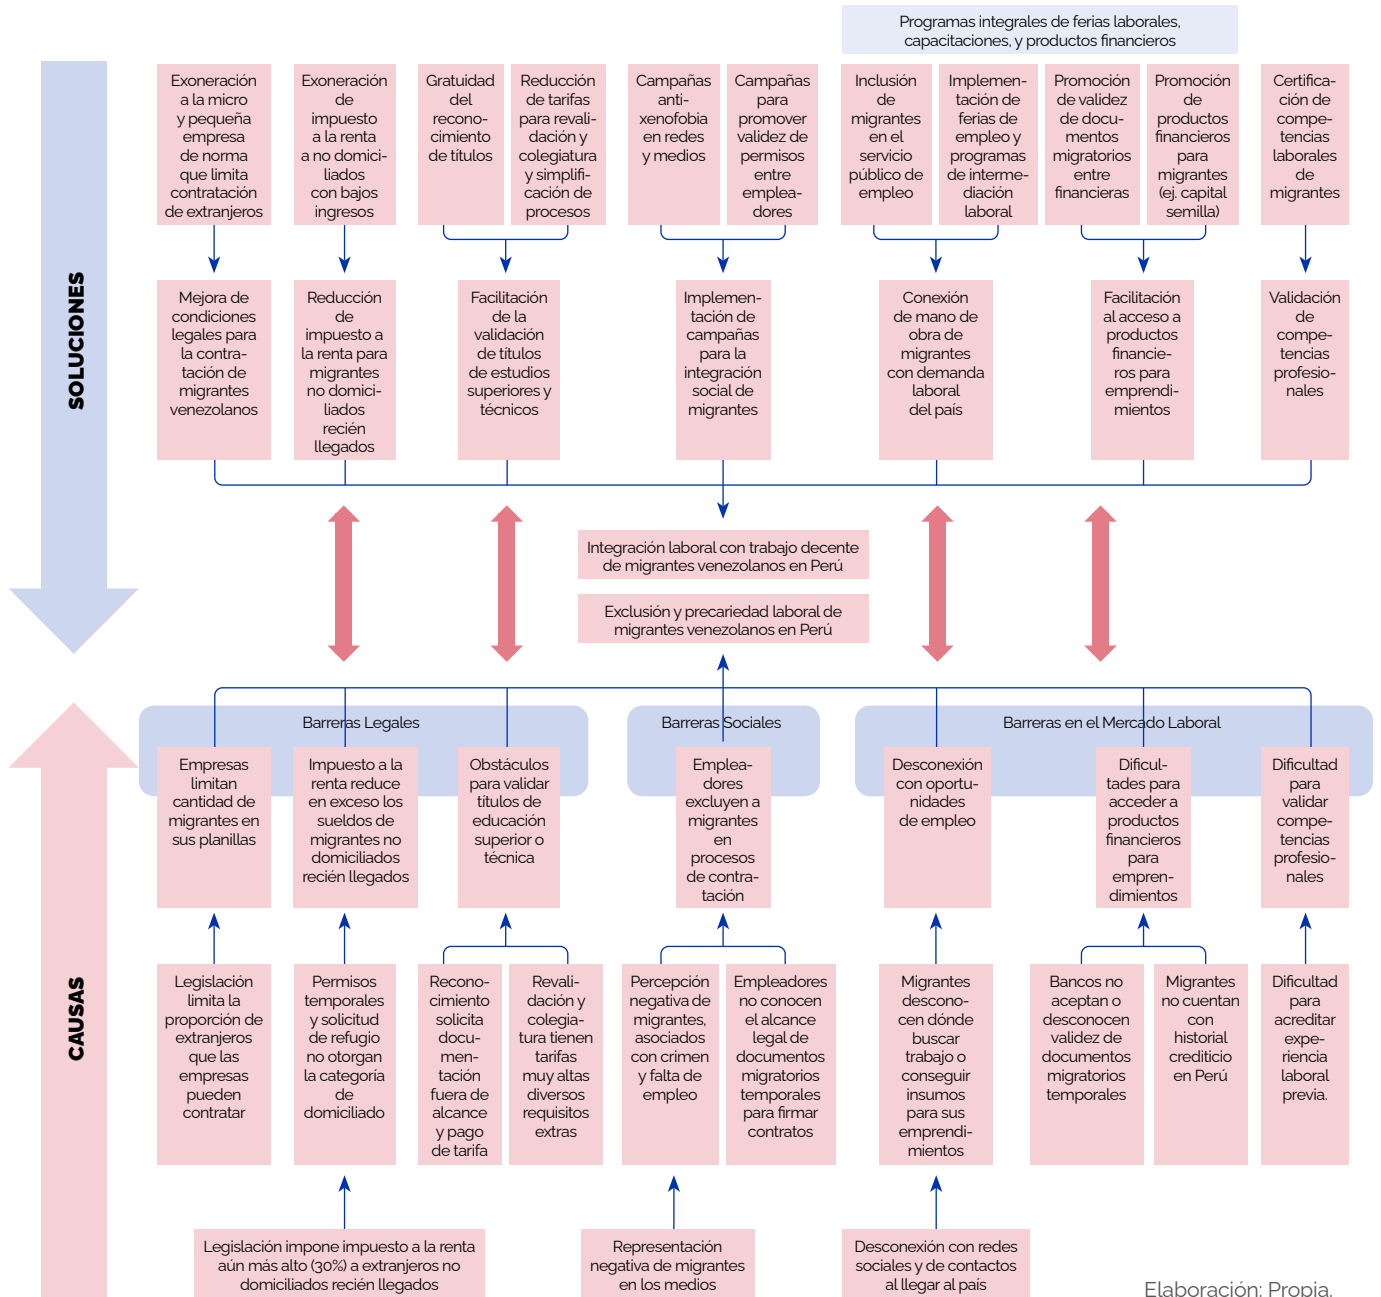 Programas integrales de ferias laborales,
capacitaciones, y productos financieros
SOLUCIONES
Exoneración
a la micro
y pequeña
empresa
de norma
que limita
contratación
de extranjeros
Exoneración
de
impuesto
a la renta
a no domici-
liados
con bajos
ingresos
Gratuidad
del
recono-
cimiento
de títulos
Reducción
de tarifas
para revali-
dación y
colegiatura
y simplifi-
cación de
procesos
Campañas
anti-
xenofobia
en redes
y medios
Campañas
para
promover
validez de
permisos
entre
emplea-
dores
Inclusión
de
migrantes
en el
servicio
público de
empleo
Implemen-
tación de
ferias de
empleo y
programas
de interme-
diación
laboral
Promoción
de validez
de docu-
mentos
migratorios
entre
financieras
Promoción
de
productos
financieros
para
migrantes
(ej. capital
semilla)
Certifica-
ción de
compe-
tencias
laborales
de
migrantes
Mejora de
condiciones
legales para
la contra-
tación de
migrantes
venezolanos
Reducción
de
impuesto a
la renta para
migrantes
no domici-
liados
recién
llegados
Facilitación
de la
validación
de títulos
de estudios
superiores y
técnicos
Implemen-
tación de
campañas
para la
integración
social de
migrantes
Conexión
de mano de
obra de
migrantes
con demanda
laboral
del país
Facilitación
al acceso a
productos
financie-
ros para
emprendi-
mientos
Validación
de
compe-
tencias
profesio-
nales
Integración laboral con trabajo decente
de migrantes venezolanos en Perú
Exclusión y precariedad laboral de
migrantes venezolanos en Perú
CAUSAS
Barreras Legales
Barreras Sociales
Barreras en el Mercado Laboral
Empresas
limitan
cantidad de
migrantes en
sus planillas
Impuesto a la
renta reduce
en exceso los
sueldos de
migrantes no
domiciliados
recién llegados
Obstáculos
para validar
títulos de
educación
superior o
técnica
Emplea-
dores
excluyen a
migrantes
en
procesos
de contra-
tación
Desconexión
con oportu-
nidades
de empleo
Dificul-
tades para
acceder a
productos
financieros
para
empren-
dimientos
Dificultad
para
validar
compe-
tencias
profesio-
nales
Legislación
limita la
proporción de
extranjeros
que las
empresas
pueden
contratar
Permisos
temporales
y solicitud
de refugio
no otorgan
la categoría
de
domiciliado
Recono-
cimiento
solicita
docu-
men-
tación
fuera de
alcance
y pago
de tarifa
Revali-
dación y
colegia-
tura tienen
tarifas
muy altas
diversos
requisitos
extras
Percepción
negativa de
migrantes,
asociados
con crimen
y falta de
empleo
Empleadores
no conocen
el alcance
legal de
documentos
migratorios
temporales
para firmar
contratos
Migrantes
descono-
cen dónde
buscar
trabajo o
conseguir
insumos
para sus
emprendi-
mientos
Bancos no
aceptan o
desconocen
validez de
documentos
migratorios
temporales
Migrantes
no cuentan
con
historial
crediticio
en Perú
Dificultad
para
acreditar
expe-
riencia
laboral
previa.
Legislación impone impuesto a la renta
aún más alto (30%) a extranjeros no
domiciliados recién llegados
Representación
negativa de migrantes
en los medios
Desconexión con redes
sociales y de contactos
al llegar al país
Elaboración: Propia.